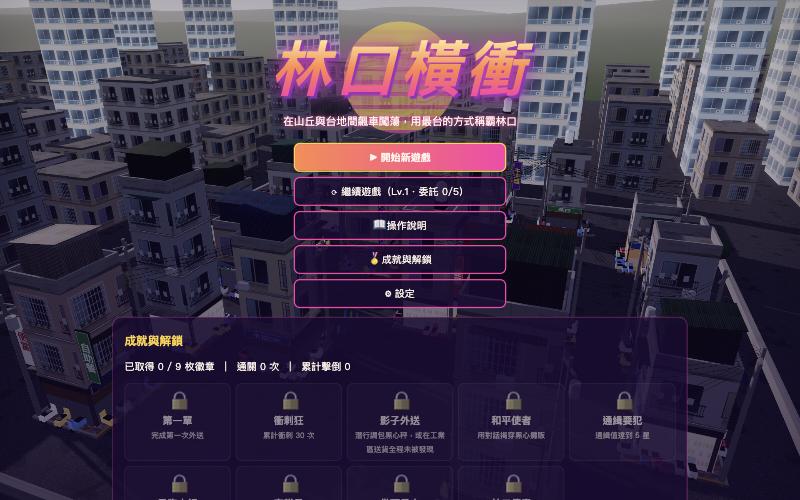 林口橫衝
在山丘與台地間飆車闖蕩，用最台的方式稱霸林口
▶ 開始新遊戲
⟳ 繼續遊戲（Lv.1 · 委託 0/5）
操作說明
成就與解鎖
⚙ 設定
成就與解鎖
已取得 0 / 9 枚徽章 | 通關 0 次 | 累計擊倒 0
第一單
完成第一次外送
衝刺狂
累計衝刺 30 次
影子外送
潛行調包黑心秤，或在工業
區送貨全程未被發現
和平使者
用對話揭穿黑心攤販
通緝要犯
通緝值達到 5 星
自助餐